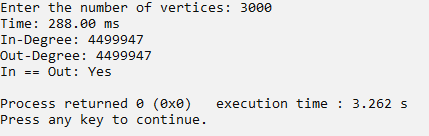 Enter the number of vertices: 3000
Time: 288.00 ms
In-Degree: 4499947
Out-Degree: 4499947
In == Out: Yes
Process returned 0 (0x0)   execution time : 3.262 s
Press any key to continue.